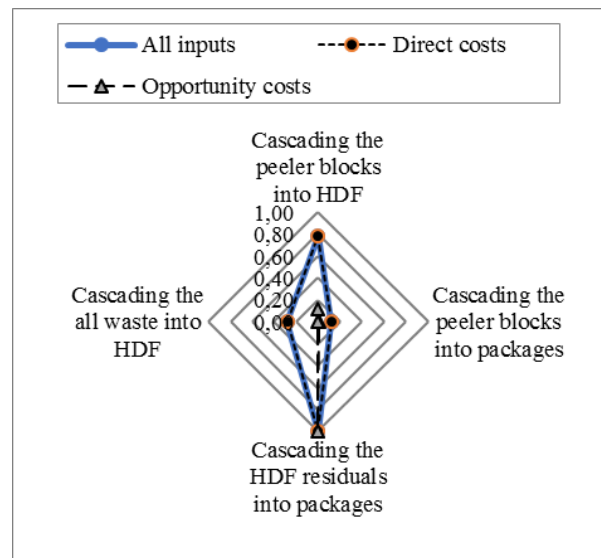 All inputs
Direct costs
Opportunity costs
Cascading the
peeler blocks
into HDF
1,00
0,80
0,60
0,40
0,20
0,00
Cascading the
all waste into
HDF
Cascading the
peeler blocks
into packages
Cascading the
HDF residuals
into packages